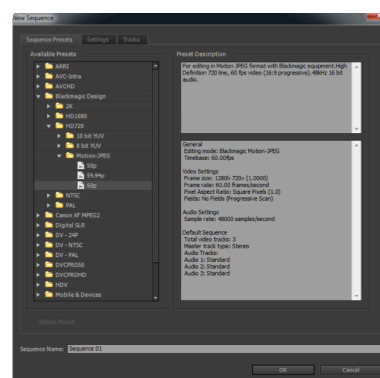 New Sequence
Sequence Presets Settings Tracks
Available Presets
ARRI
AVC-Intra
AVCHD
Blackmagic Design
2K
HD1080
HD720
10 bit YUV
8 bit YUV
Motion-JPEG
50p
59.94p
60p
NTSC
PAL
Canon XF MPEG2
Digital SLR
DV - 24P
DV - NTSC
DV - PAL
DVCPRO50
DVCPROHD
HDV
Mobile & Devices
Delete Preset
Preset Description
For editing in Motion JPEG format with Blackmagic equipment.High
Definition 720 line, 60 fps video (16:9 progressive).48kHz 16 bit
audio.
General
Editing mode: Blackmagic Motion-JPEG
Timebase: 60.00fps
Video Settings
Frame size: 1280h 720v (1.0000)
Frame rate: 60.00 frames/second
Pixel Aspect Ratio: Square Pixels (1.0)
Fields: No Fields (Progressive Scan)
Audio Settings
Sample rate: 48000 samples/second
Default Sequence
Total video tracks: 3
Master track type: Stereo
Audio Tracks:
Audio 1: Standard
Audio 2: Standard
Audio 3: Standard
Sequence Name: Sequence 01
OK Cancel